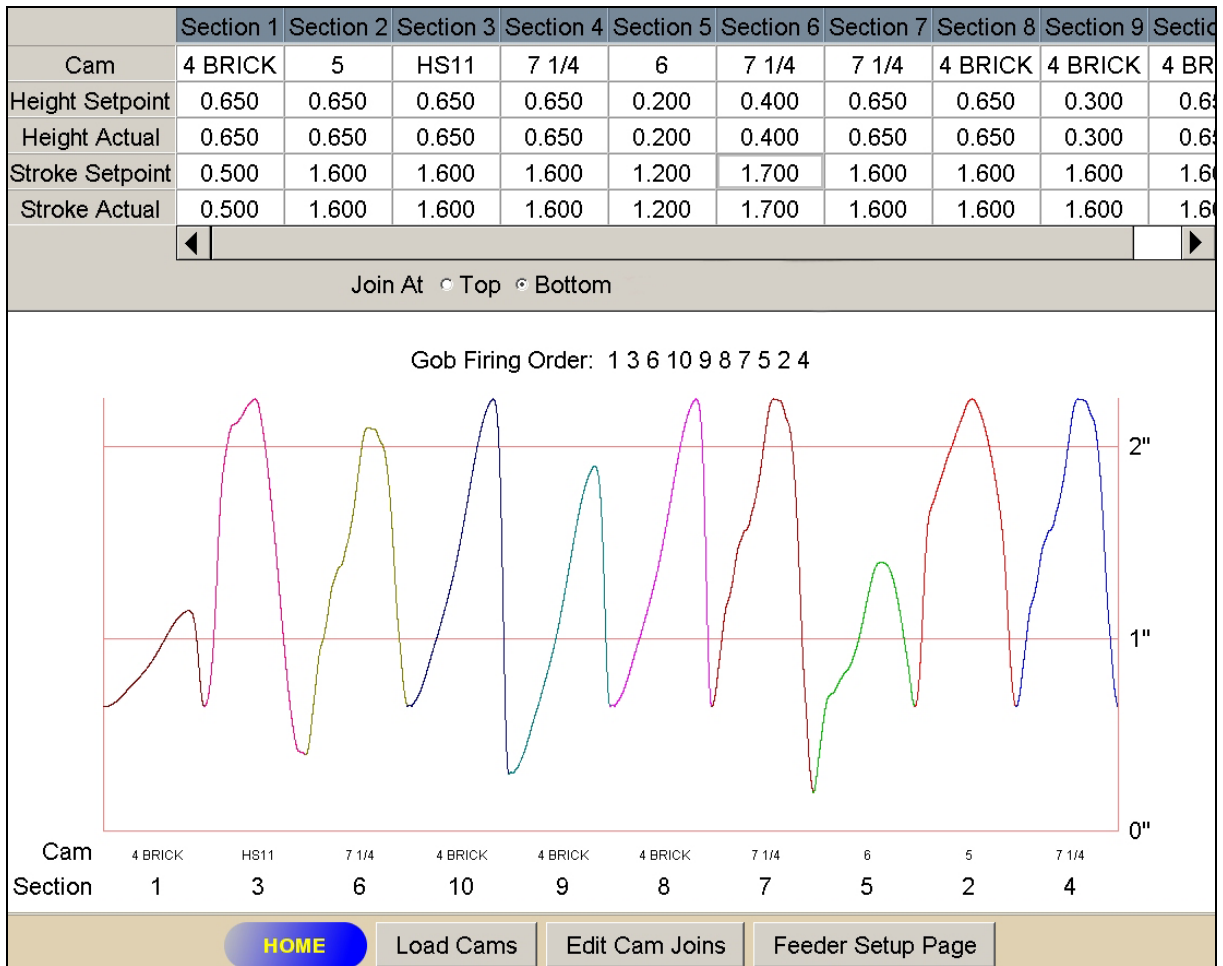 Section 1 Section 2 Section 3 Section 4 Section 5 Section 6 Section 7 Section 8 Section 9
Cam 4 BRICK 5 HS11 7 1/4 6 7 1/4 7 1/4 4 BRICK 4 BRICK 4
Height Setpoint 0.650 0.650 0.650 0.650 0.200 0.400 0.650 0.650 0.300
Height Actual 0.650 0.650 0.650 0.650 0.200 0.400 0.650 0.650 0.300
Stroke Setpoint 0.500 1.600 1.600 1.600 1.200 1.700 1.600 1.600 1.600
Stroke Actual 0.500 1.600 1.600 1.600 1.200 1.700 1.600 1.600 1.600
Join At Top Bottom
Gob Firing Order: 1 3 6 10 9 8 7 5 2 4
2"
1"
0"
Cam 4 BRICK HS11 7 1/4 4 BRICK 4 BRICK 4 BRICK 7 1/4 6 5 7 1/4
Section 1 3 6 10 9 8 7 5 2 4
HOME Load Cams Edit Cam Joins Feeder Setup Page